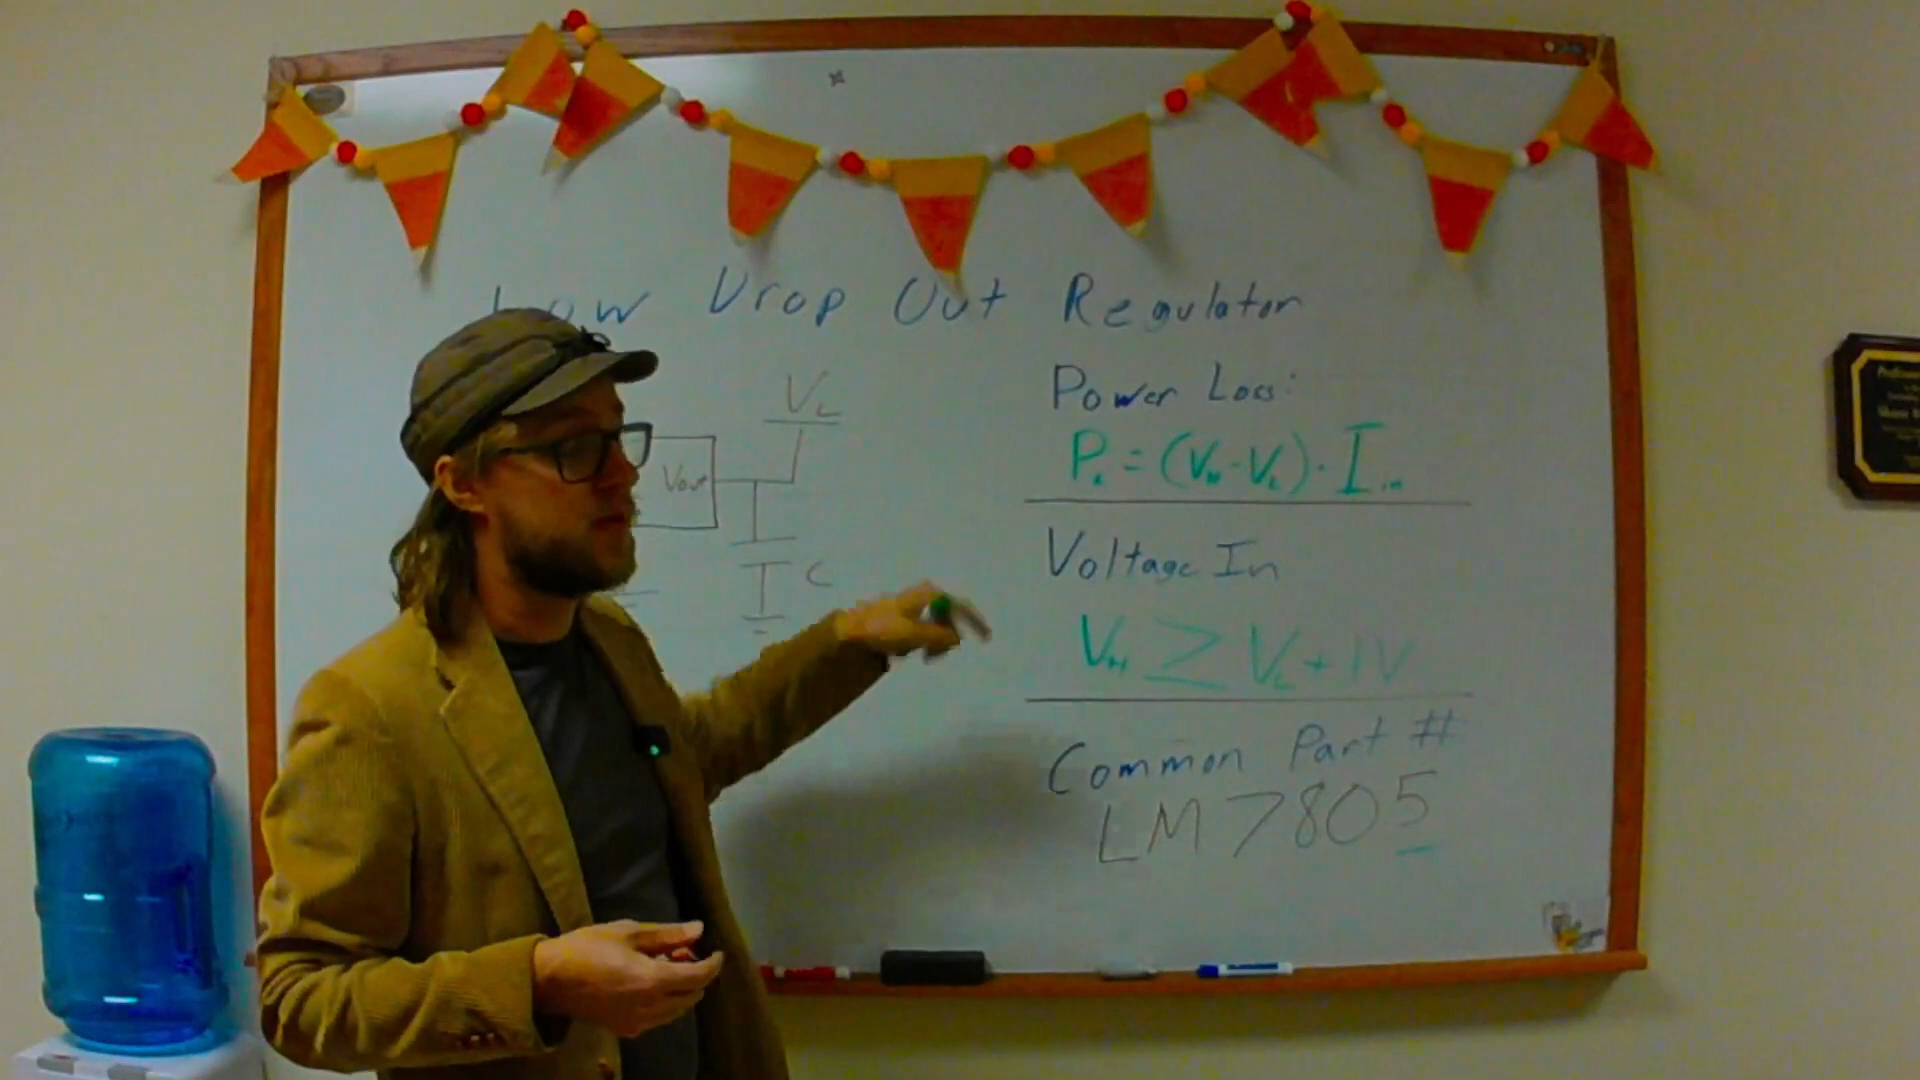 Low Drop Out Regulator
VL
Vout
C
Power Loss:
PL = (VIN - VL) · Iin
Voltage In
VIN ≥ VL + 1V
Common Part #
LM7805